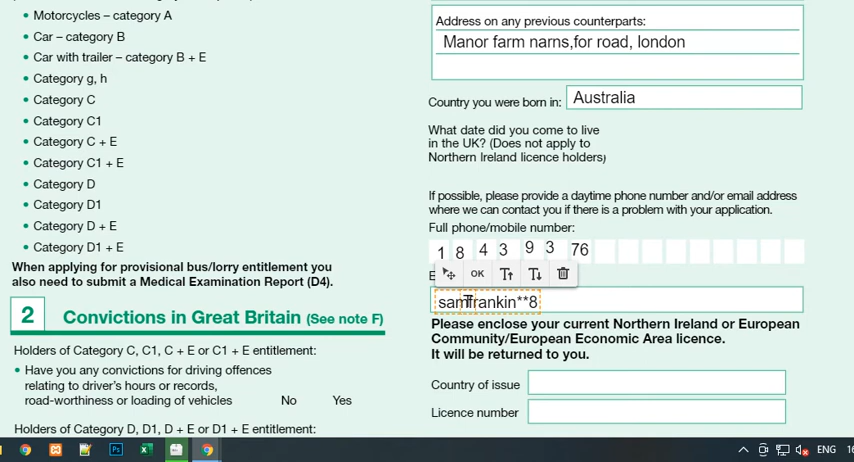 • Motorcycles – category A
• Car – category B
• Car with trailer – category B + E
• Category g, h
• Category C
• Category C1
• Category C + E
• Category C1 + E
• Category D
• Category D1
• Category D + E
• Category D1 + E
When applying for provisional bus/lorry entitlement you
also need to submit a Medical Examination Report (D4).
2 Convictions in Great Britain (See note F)
Holders of Category C, C1, C + E or C1 + E entitlement:
• Have you any convictions for driving offences
relating to driver's hours or records,
road-worthiness or loading of vehicles No Yes
Holders of Category D, D1, D + E or D1 + E entitlement:
Address on any previous counterparts:
Manor farm narns,for road, london
Country you were born in: Australia
What date did you come to live
in the UK? (Does not apply to
Northern Ireland licence holders)
If possible, please provide a daytime phone number and/or email address
where we can contact you if there is a problem with your application.
Full phone/mobile number:
1 8 4 3 9 3 76
OK
samfrankin**8
Please enclose your current Northern Ireland or European
Community/European Economic Area licence.
It will be returned to you.
Country of issue
Licence number
Ps
ENG